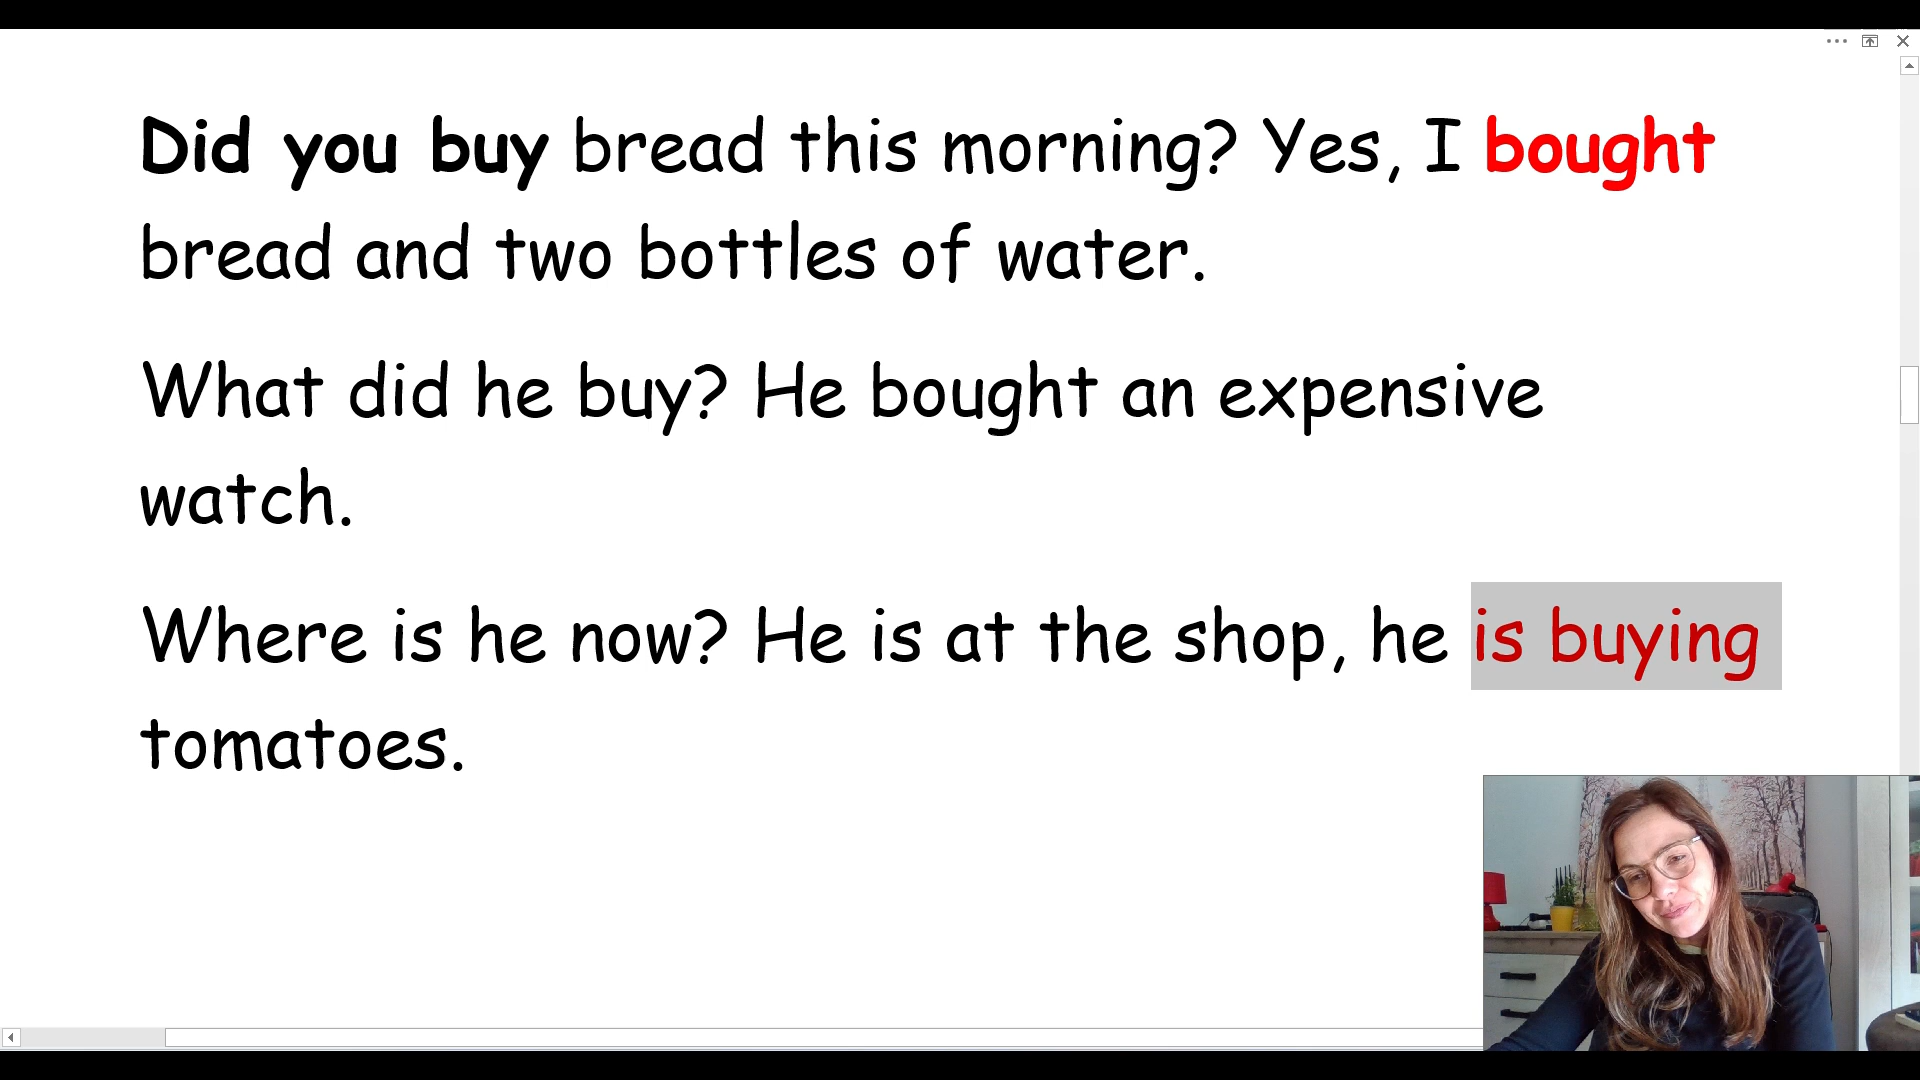 Did you buy bread this morning? Yes, I bought
bread and two bottles of water.
What did he buy? He bought an expensive
watch.
Where is he now? He is at the shop, he is buying
tomatoes.